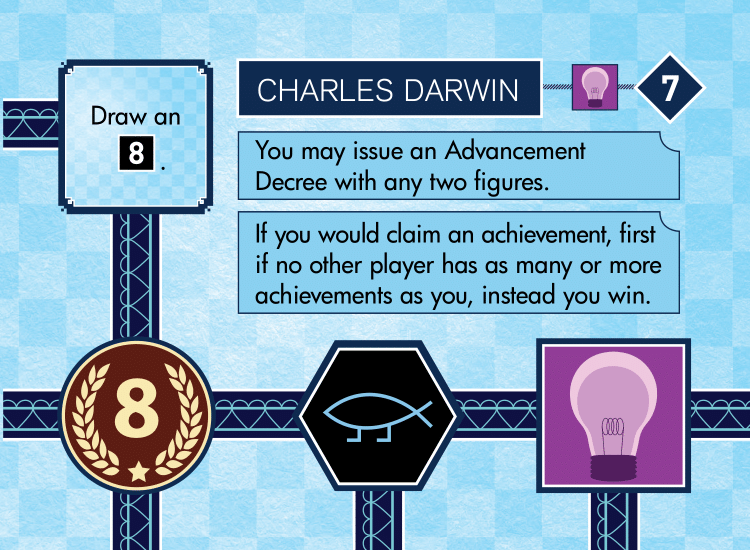 Draw an
8 .
CHARLES DARWIN
7
You may issue an Advancement
Decree with any two figures.
If you would claim an achievement, first
if no other player has as many or more
achievements as you, instead you win.
8